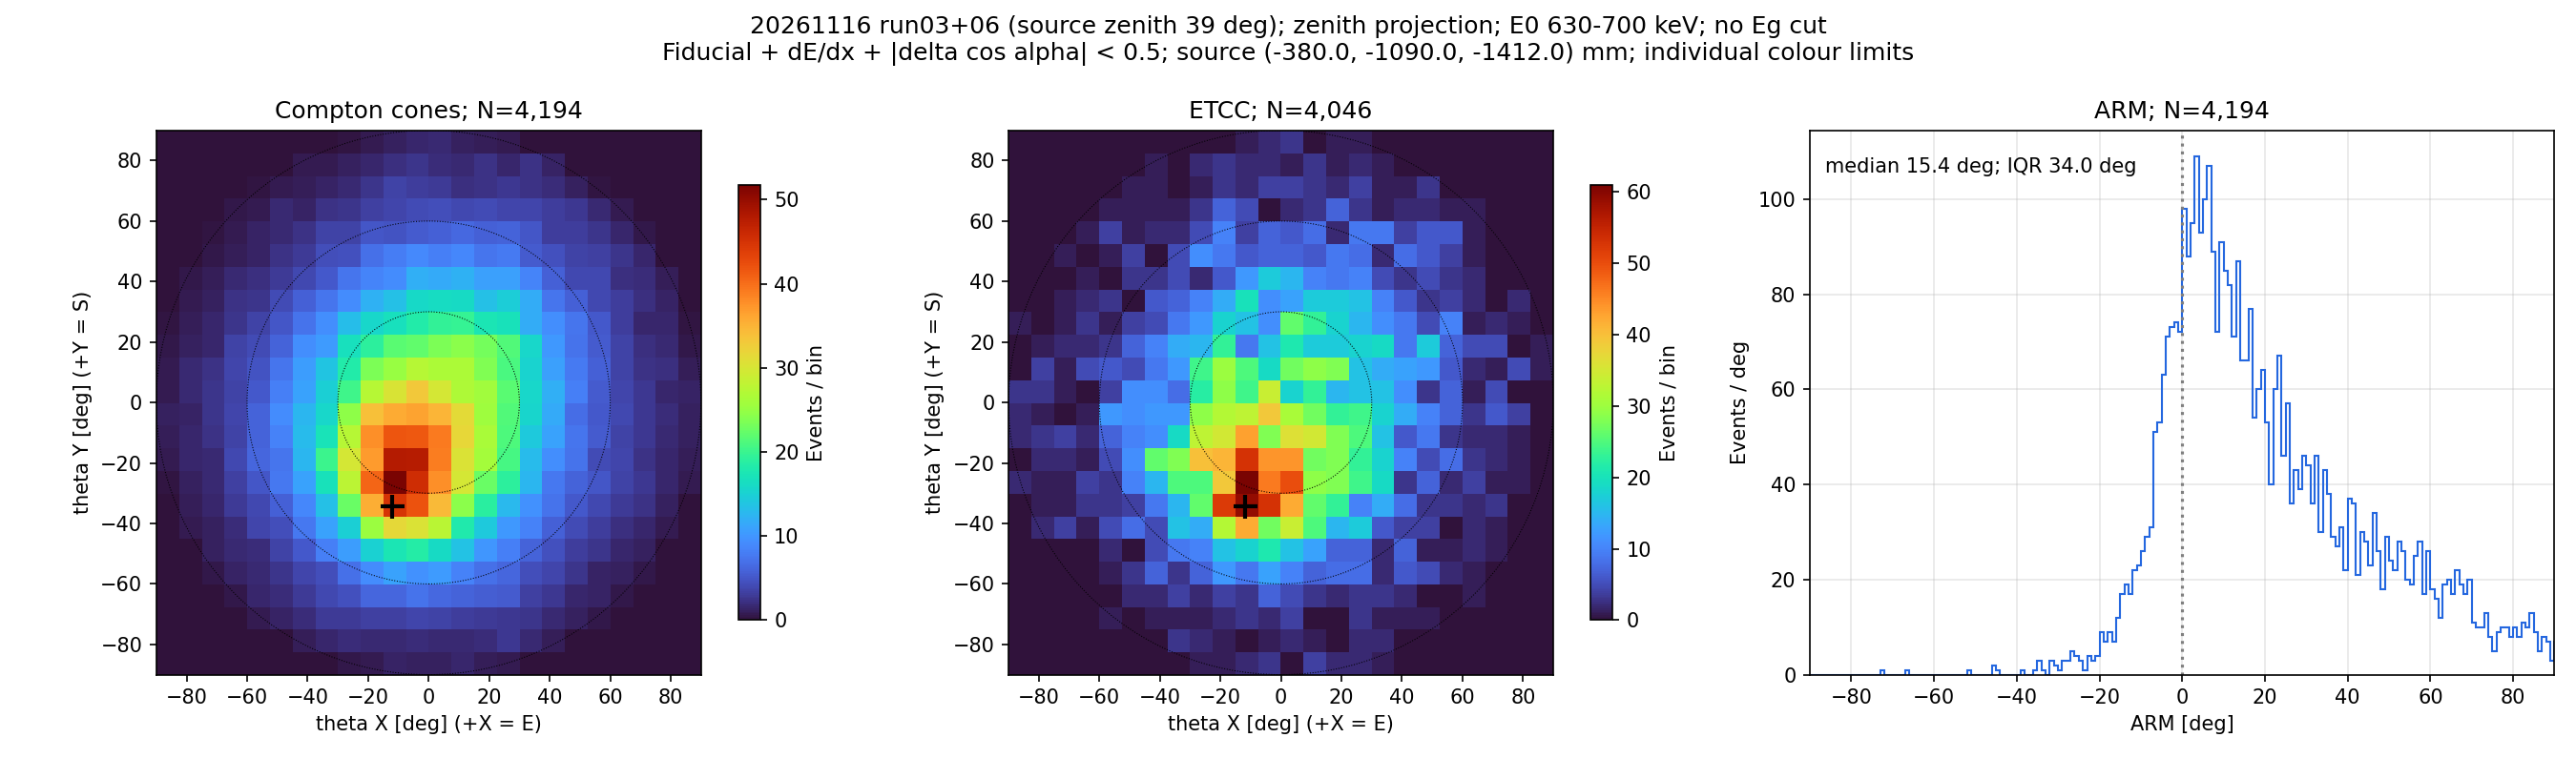 20261116 run03+06 (source zenith 39 deg); zenith projection; E0 630-700 keV; no Eg cut
Fiducial + dE/dx + |delta cos alpha| < 0.5; source (-380.0, -1090.0, -1412.0) mm; individual colour limits
Compton cones; N=4,194
80
60
40
20
0
−20
−40
−60
−80
theta Y [deg] (+Y = S)
−80 −60 −40 −20 0 20 40 60 80
theta X [deg] (+X = E)
50
40
30
20
10
0
Events / bin
ETCC; N=4,046
80
60
40
20
0
−20
−40
−60
−80
theta Y [deg] (+Y = S)
−80 −60 −40 −20 0 20 40 60 80
theta X [deg] (+X = E)
60
50
40
30
20
10
0
Events / bin
ARM; N=4,194
median 15.4 deg; IQR 34.0 deg
100
80
60
40
20
0
Events / deg
−80 −60 −40 −20 0 20 40 60 80
ARM [deg]